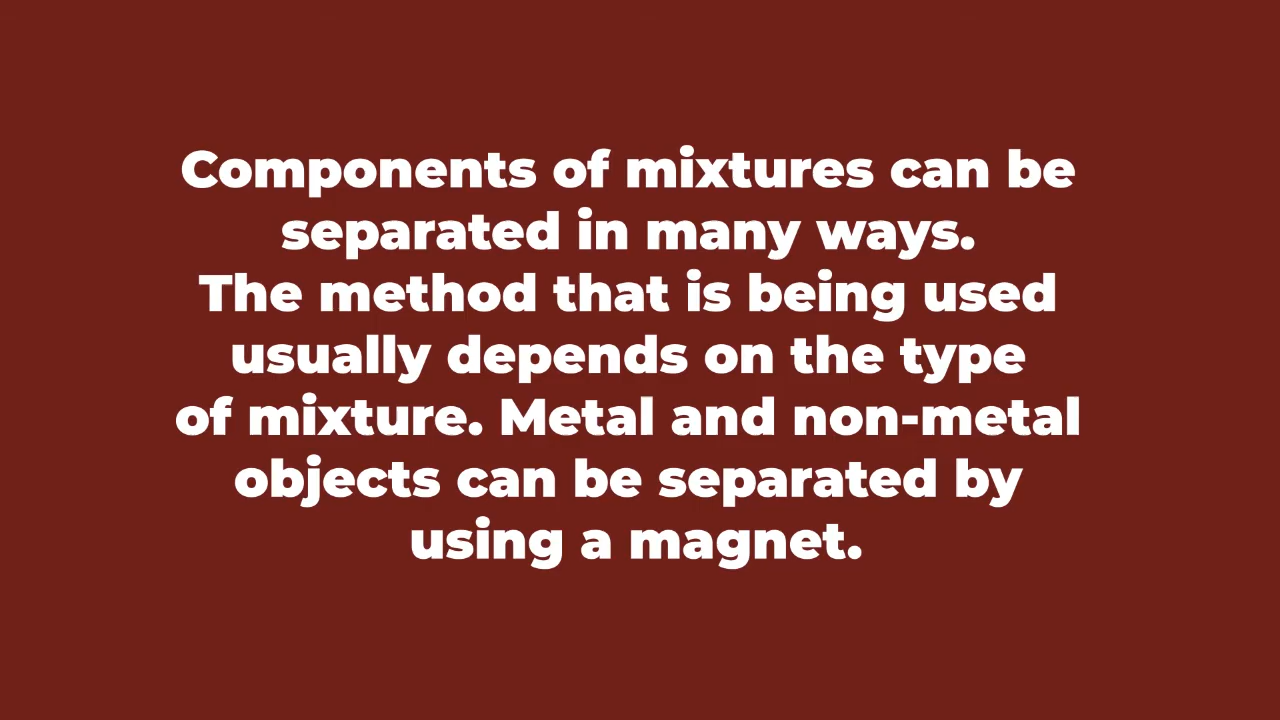 Components of mixtures can be
separated in many ways.
The method that is being used
usually depends on the type
of mixture. Metal and non-metal
objects can be separated by
using a magnet.